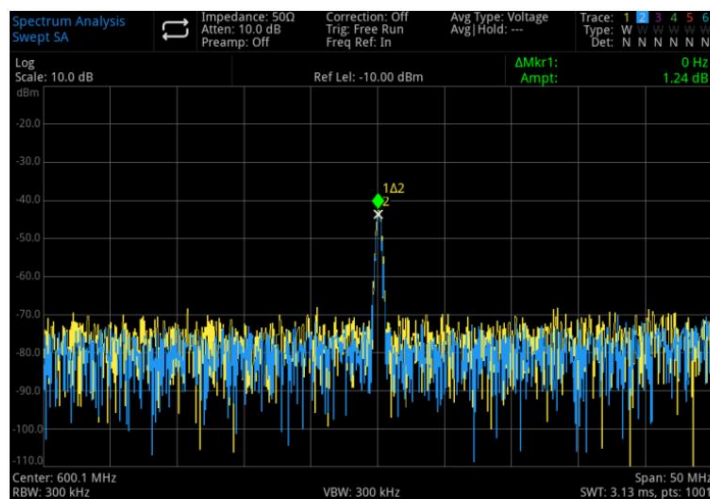 Spectrum Analysis
Swept SA
Impedance: 50Ω
Atten: 10.0 dB
Preamp: Off
Correction: Off
Trig: Free Run
Freq Ref: In
Avg Type: Voltage
Avg|Hold: ---
Trace: 1 2 3 4 5 6
Type: W W W W W W
Det: N N N N N N
Log
Scale: 10.0 dB
Ref Lel: -10.00 dBm
ΔMkr1: 0 Hz
Ampt: 1.24 dB
dBm
-20.0
-30.0
1Δ2
-40.0
2
-50.0
-60.0
-70.0
-80.0
-90.0
-100.0
-110.0
Center: 600.1 MHz
Span: 50 MHz
RBW: 300 kHz
VBW: 300 kHz
SWT: 3.13 ms, pts: 1001